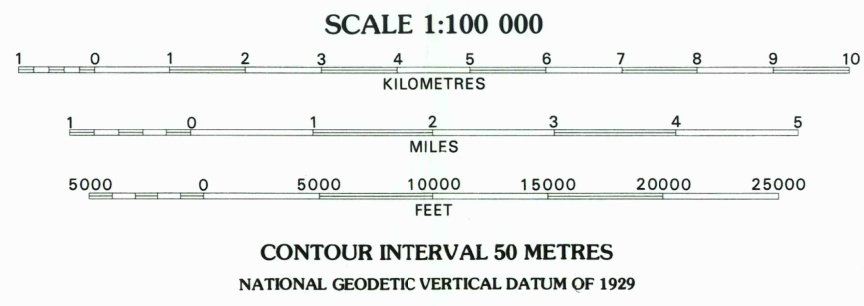 SCALE 1:100 000
1 0 1 2 3 4 5 6 7 8 9 10
KILOMETRES
1 0 1 2 3 4 5
MILES
5000 0 5000 10000 15000 20000 25000
FEET
CONTOUR INTERVAL 50 METRES
NATIONAL GEODETIC VERTICAL DATUM OF 1929